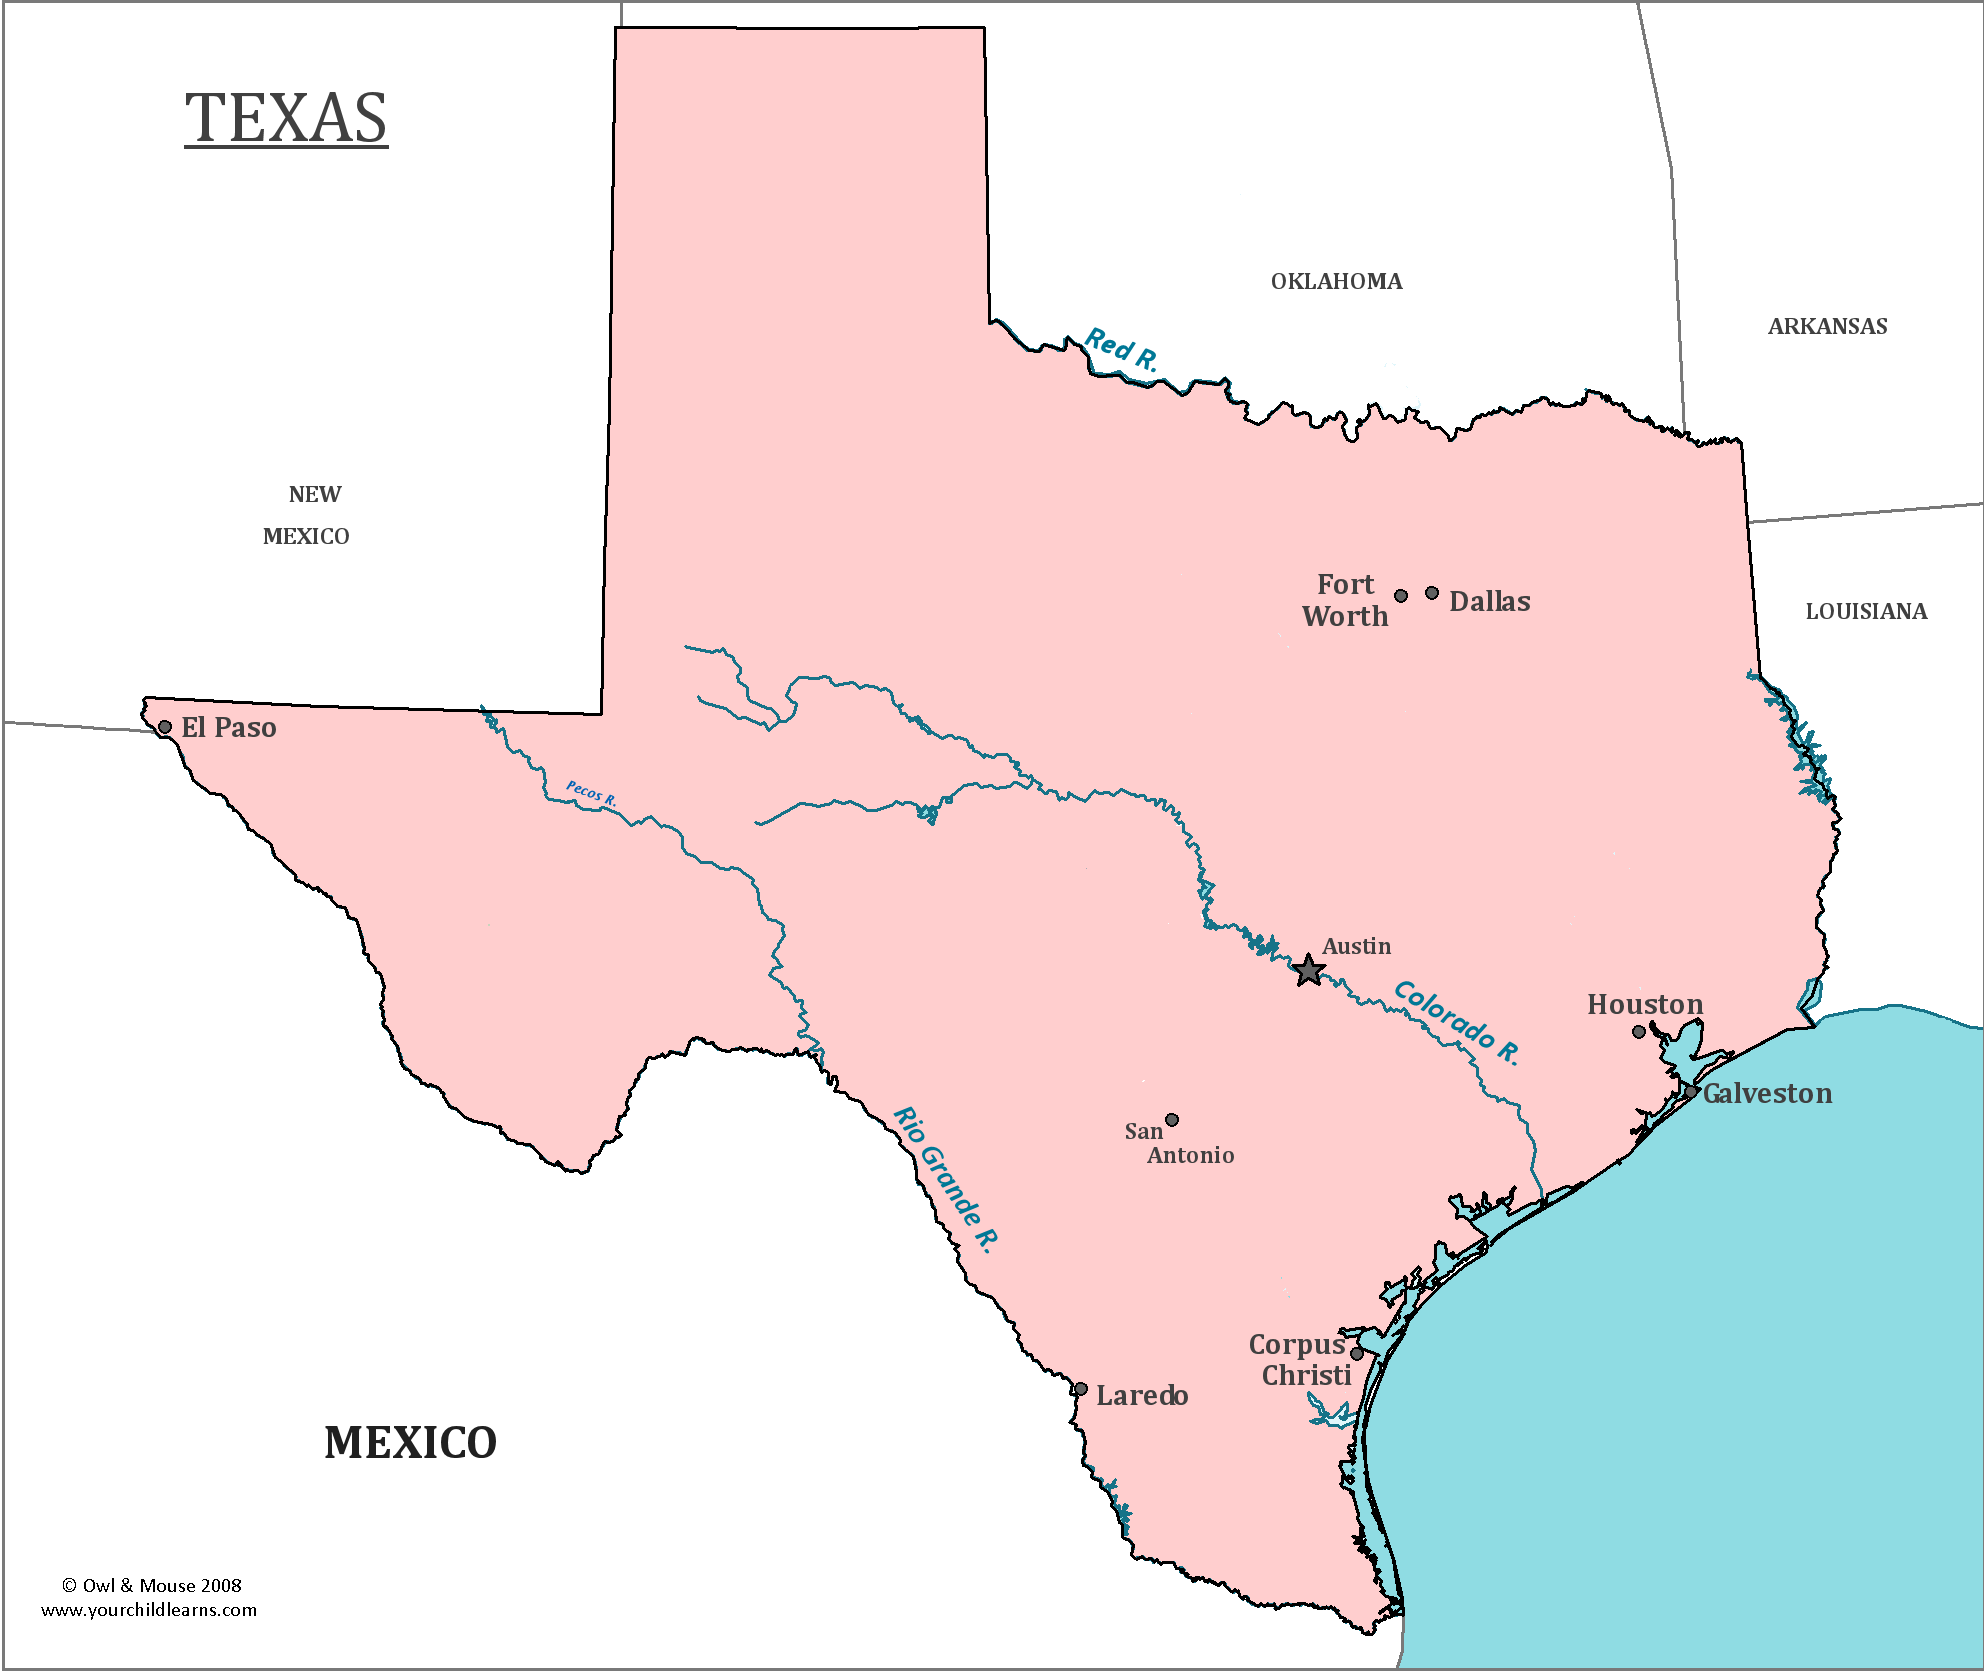 TEXAS
OKLAHOMA
ARKANSAS
Red R.
NEW
MEXICO
Fort
Worth
Dallas
LOUISIANA
El Paso
Pecos R.
Austin
Colorado R.
Houston
Galveston
Rio Grande R.
San
Antonio
Corpus
Christi
Laredo
MEXICO
© Owl & Mouse 2008
www.yourchildlearns.com